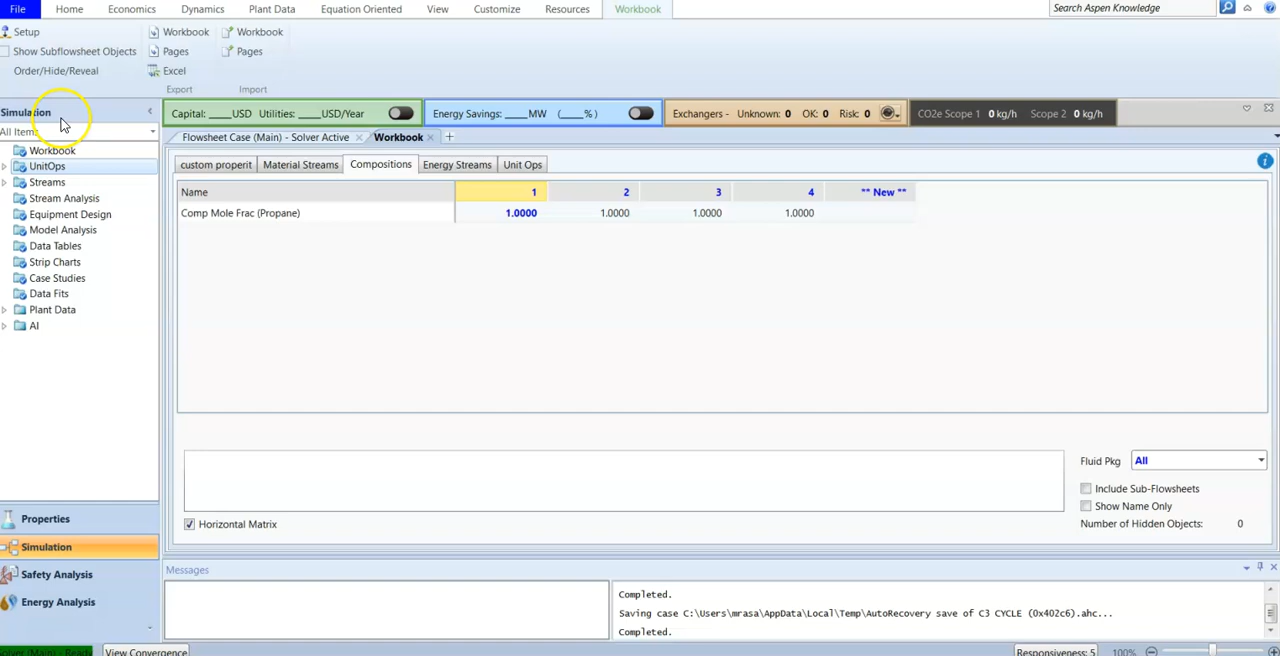 File Home Economics Dynamics Plant Data Equation Oriented View Customize Resources Workbook Search Aspen Knowledge
Setup
Show Subflowsheet Objects
Order/Hide/Reveal
Workbook Workbook
Pages Pages
Excel
Export Import
Simulation
All Items
Workbook
UnitOps
Streams
Stream Analysis
Equipment Design
Model Analysis
Data Tables
Strip Charts
Case Studies
Data Fits
Plant Data
AI
Properties
Simulation
Safety Analysis
Energy Analysis
Capital: ____USD Utilities: ____USD/Year Energy Savings: ____MW (____%) Exchangers - Unknown: 0 OK: 0 Risk: 0 CO2e Scope 1 0 kg/h Scope 2 0 kg/h
Flowsheet Case (Main) - Solver Active Workbook +
custom properit Material Streams Compositions Energy Streams Unit Ops
Name 1 2 3 4 ** New **
Comp Mole Frac (Propane) 1.0000 1.0000 1.0000 1.0000
Fluid Pkg All
Include Sub-Flowsheets
Show Name Only
Horizontal Matrix
Number of Hidden Objects: 0
Messages
Completed.
Saving case C:\Users\mrasa\AppData\Local\Temp\AutoRecovery save of C3 CYCLE (0x402c6).ahc...
Completed.
Solver (Main) - Ready View Convergence Responsiveness: 5 100%